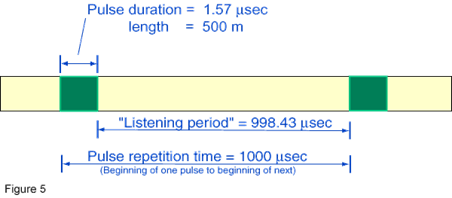 Pulse duration = 1.57 µsec
length = 500 m
"Listening period" = 998.43 µsec
Pulse repetition time = 1000 µsec
(Beginning of one pulse to beginning of next)
Figure 5